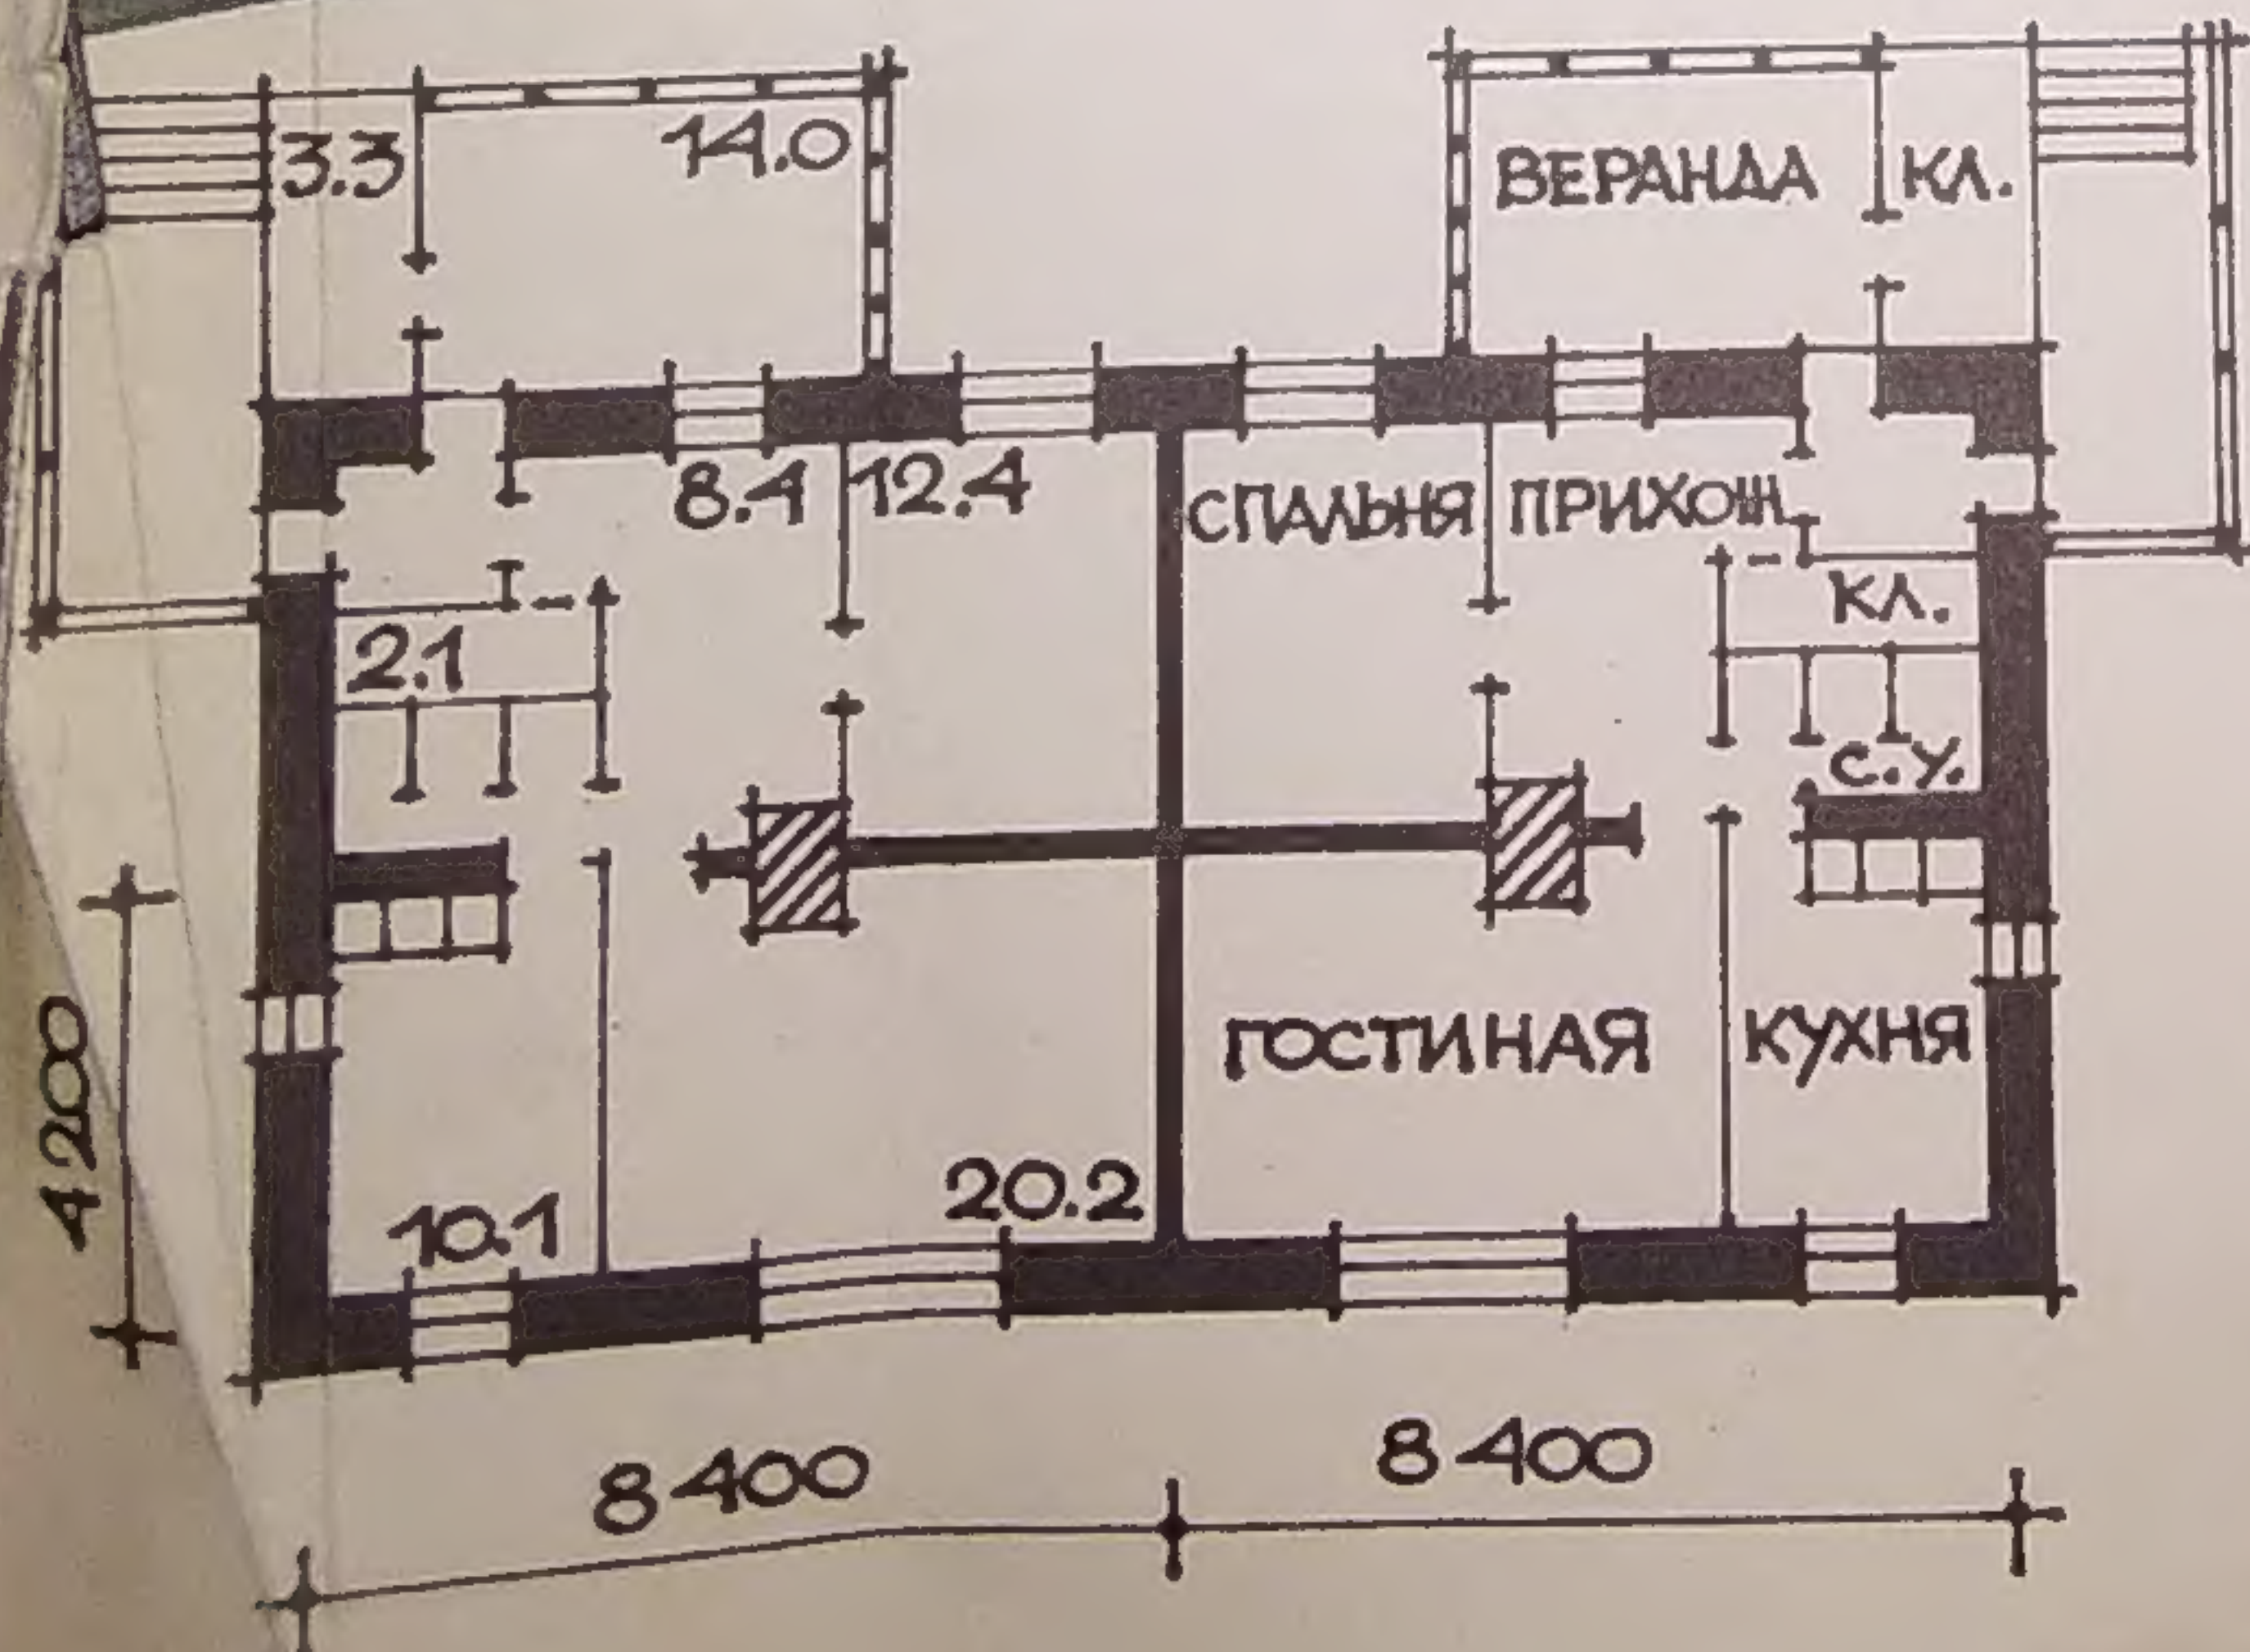 3.3 14.0 ВЕРАНДА КЛ.
8.4 12.4 СПАЛЬНЯ ПРИХОЖ.
КЛ.
2.1
С.У.
4200
ГОСТИНАЯ КУХНЯ
10.1 20.2
8400 8400